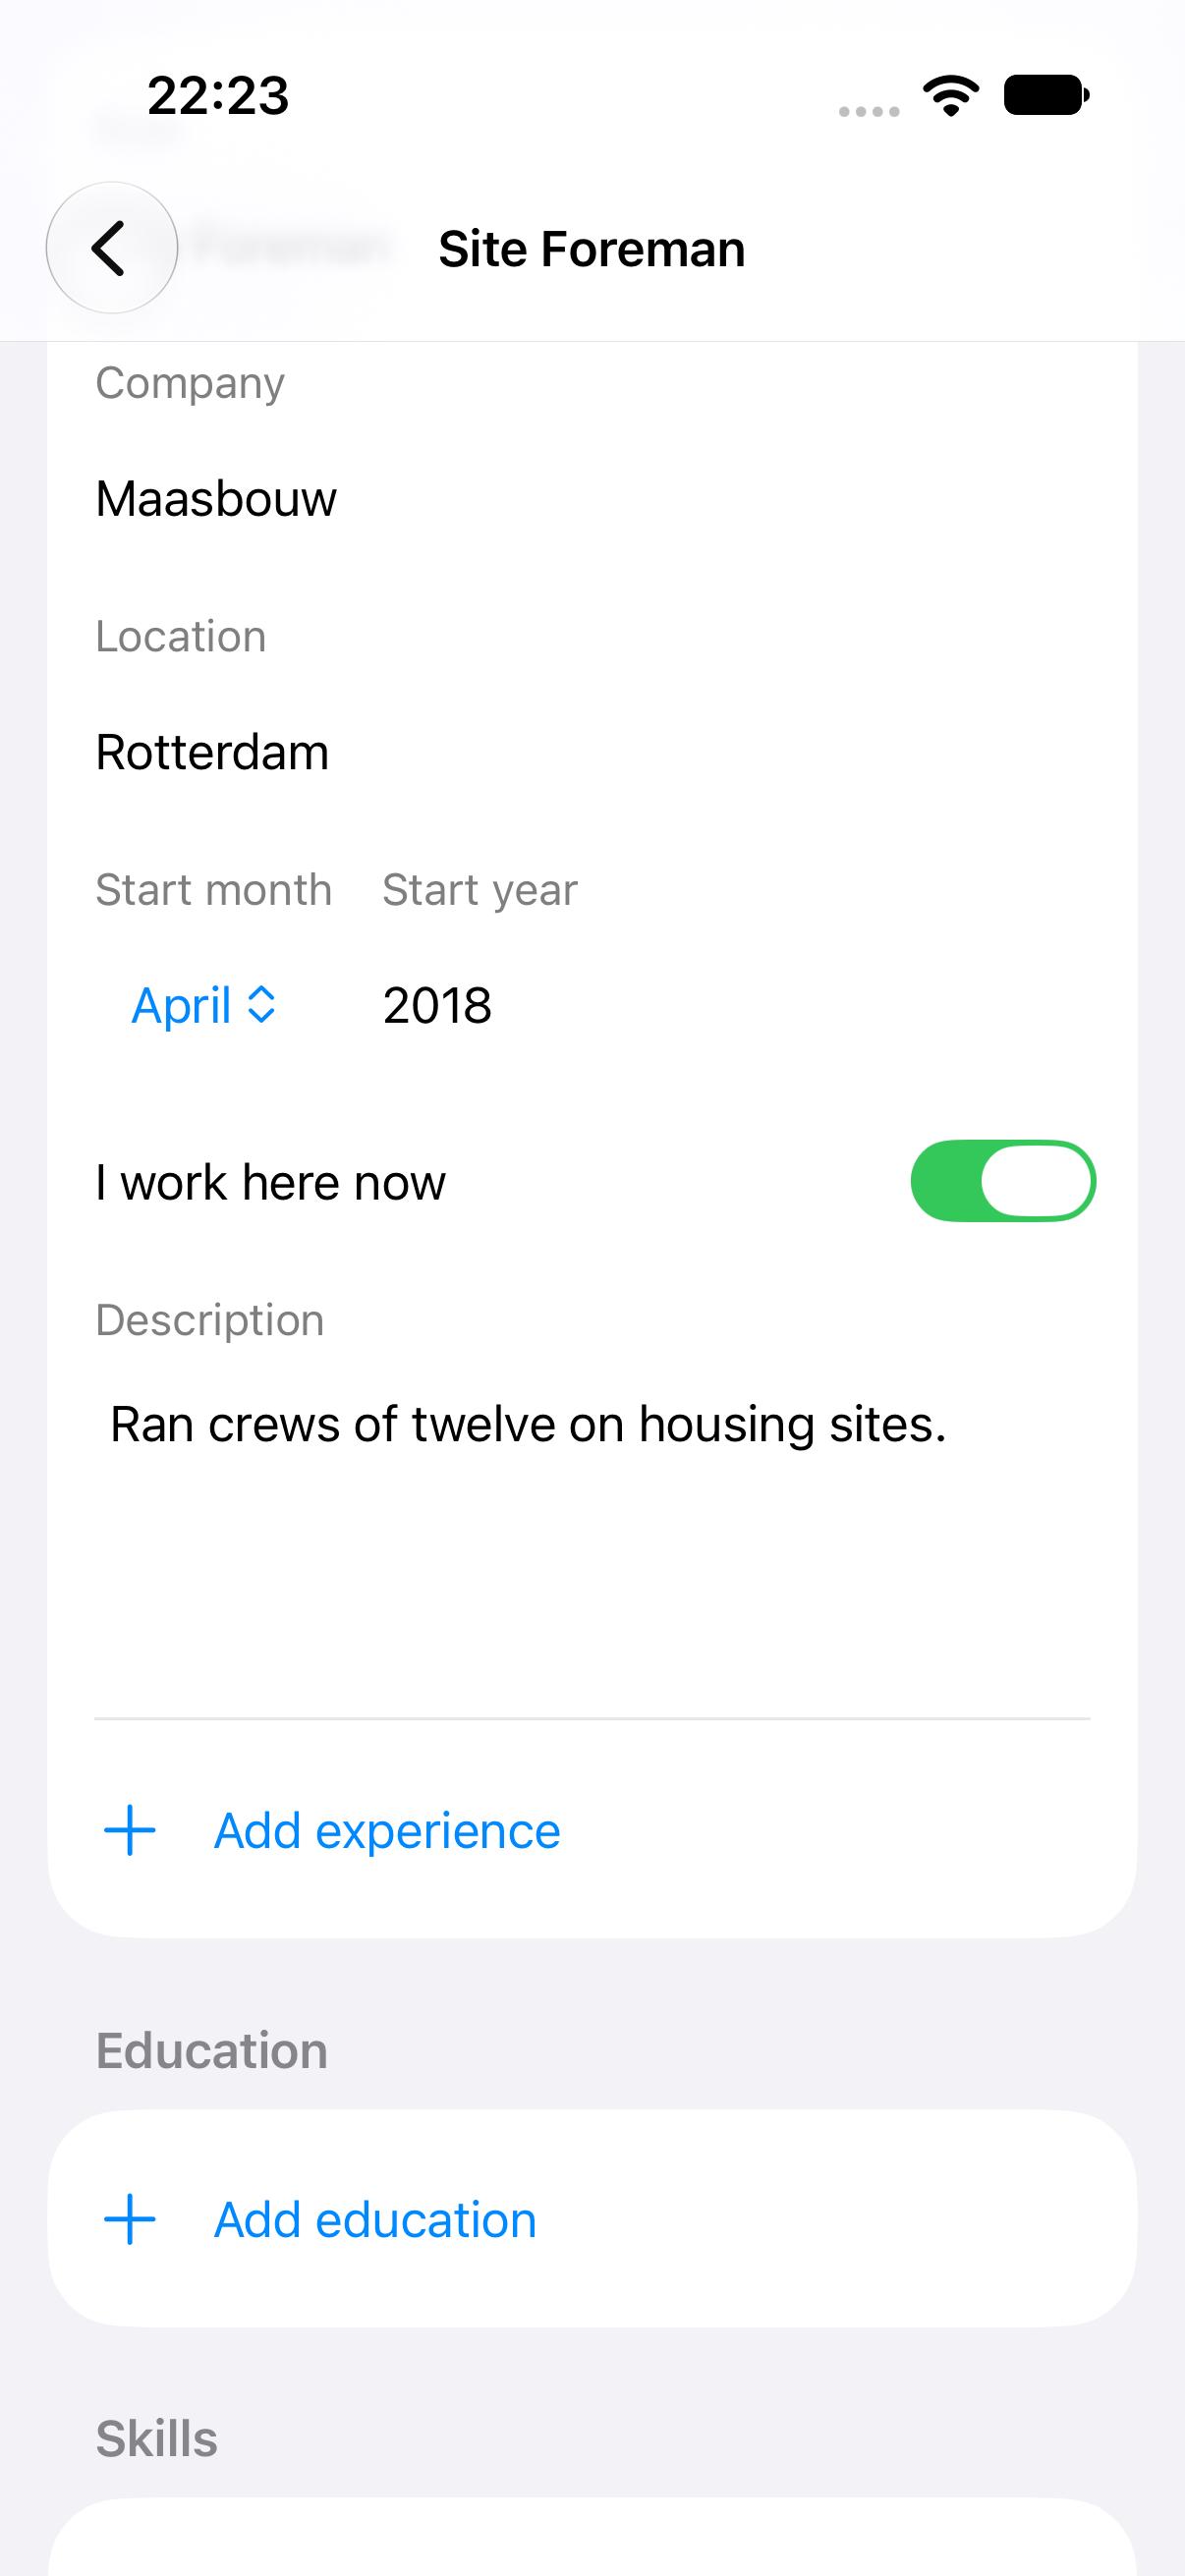 22:23
Site Foreman
Company
Maasbouw
Location
Rotterdam
Start month Start year
April 2018
I work here now
Description
Ran crews of twelve on housing sites.
Add experience
Education
Add education
Skills